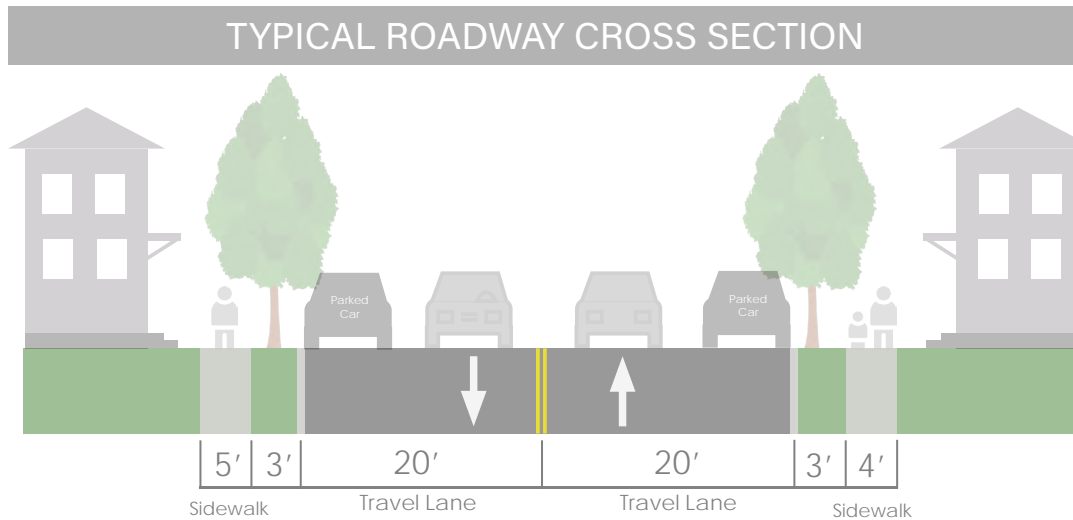 TYPICAL ROADWAY CROSS SECTION
Parked
Car
Parked
Car
5' 3' 20' 20' 3' 4'
Sidewalk Travel Lane Travel Lane Sidewalk